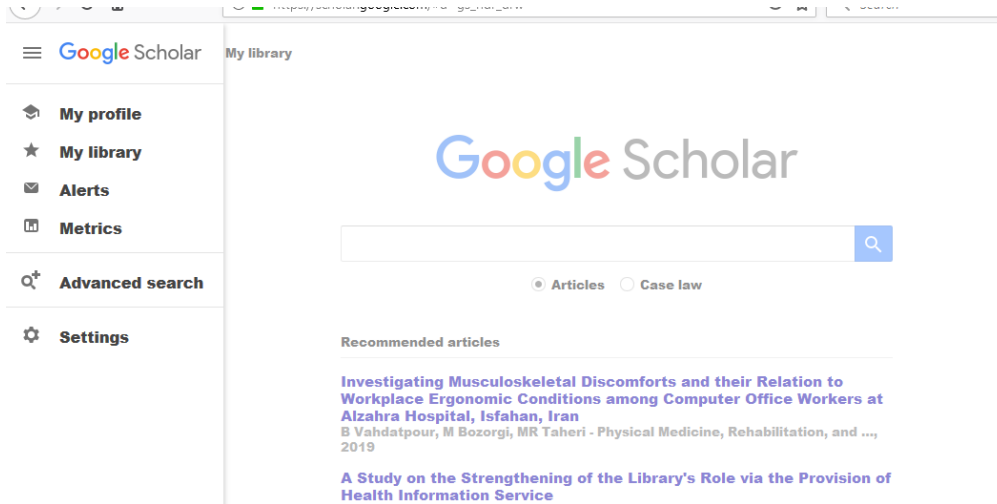 Google Scholar
My library
My profile
My library
Alerts
Metrics
Advanced search
Settings
Google Scholar
Articles
Case law
Recommended articles
Investigating Musculoskeletal Discomforts and their Relation to
Workplace Ergonomic Conditions among Computer Office Workers at
Alzahra Hospital, Isfahan, Iran
B Vahdatpour, M Bozorgi, MR Taheri - Physical Medicine, Rehabilitation, and ...,
2019
A Study on the Strengthening of the Library's Role via the Provision of
Health Information Service